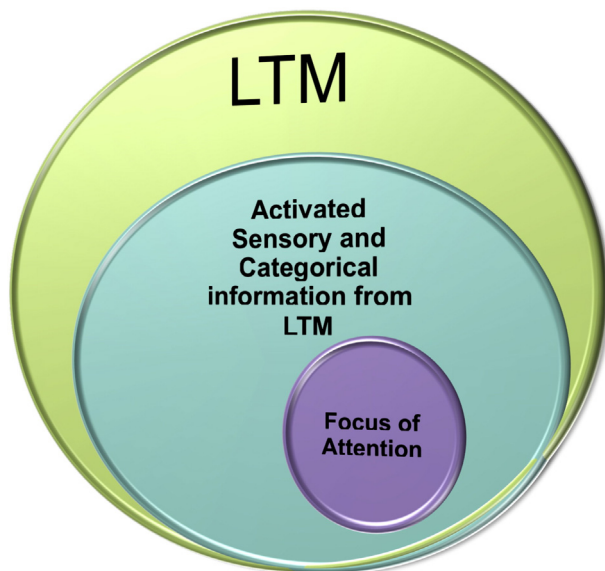 LTM
Activated
Sensory and
Categorical
information from
LTM
Focus of
Attention